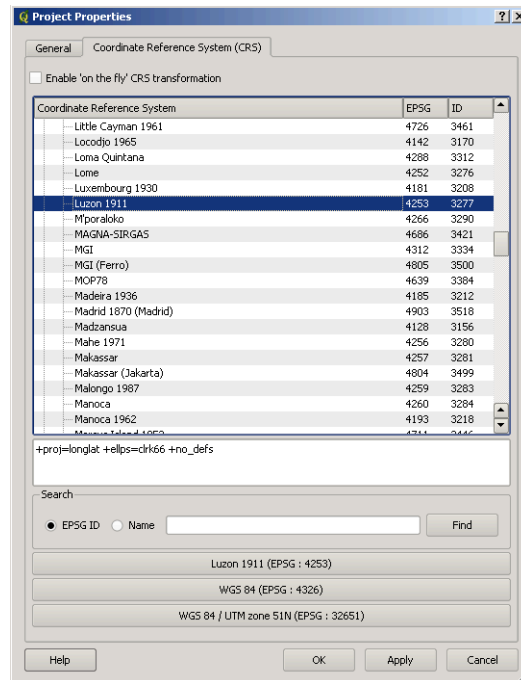 Project Properties
General Coordinate Reference System (CRS)
Enable 'on the fly' CRS transformation
Coordinate Reference System EPSG ID
Little Cayman 1961 4726 3461
Locodjo 1965 4142 3170
Loma Quintana 4288 3312
Lome 4252 3276
Luxembourg 1930 4181 3208
Luzon 1911 4253 3277
M'poraloko 4266 3290
MAGNA-SIRGAS 4686 3421
MGI 4312 3334
MGI (Ferro) 4805 3500
MOP78 4639 3384
Madeira 1936 4185 3212
Madrid 1870 (Madrid) 4903 3518
Madzansua 4128 3156
Mahe 1971 4256 3280
Makassar 4257 3281
Makassar (Jakarta) 4804 3499
Malongo 1987 4259 3283
Manoca 4260 3284
Manoca 1962 4193 3218
+proj=longlat +ellps=clrk66 +no_defs
Search
EPSG ID Name Find
Luzon 1911 (EPSG : 4253)
WGS 84 (EPSG : 4326)
WGS 84 / UTM zone 51N (EPSG : 32651)
Help OK Apply Cancel